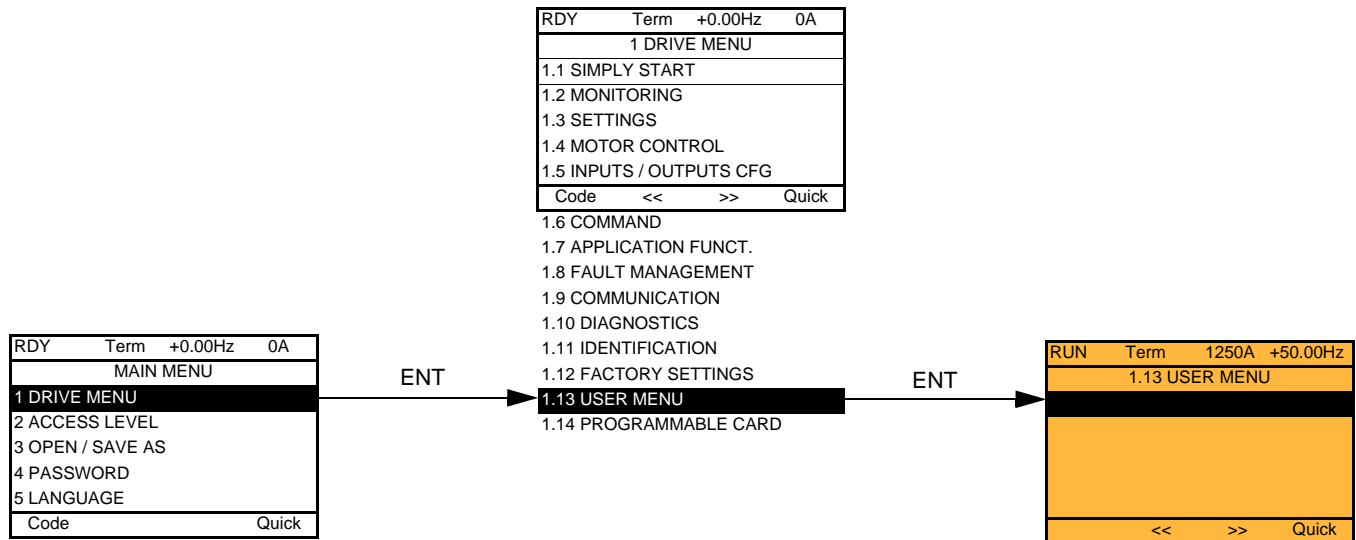 RDY Term +0.00Hz 0A
1 DRIVE MENU
1.1 SIMPLY START
1.2 MONITORING
1.3 SETTINGS
1.4 MOTOR CONTROL
1.5 INPUTS / OUTPUTS CFG
Code << >> Quick
1.6 COMMAND
1.7 APPLICATION FUNCT.
1.8 FAULT MANAGEMENT
1.9 COMMUNICATION
1.10 DIAGNOSTICS
1.11 IDENTIFICATION
1.12 FACTORY SETTINGS
1.13 USER MENU
1.14 PROGRAMMABLE CARD
RDY Term +0.00Hz 0A
MAIN MENU
1 DRIVE MENU
2 ACCESS LEVEL
3 OPEN / SAVE AS
4 PASSWORD
5 LANGUAGE
Code Quick
ENT
ENT
RUN Term 1250A +50.00Hz
1.13 USER MENU
<< >> Quick